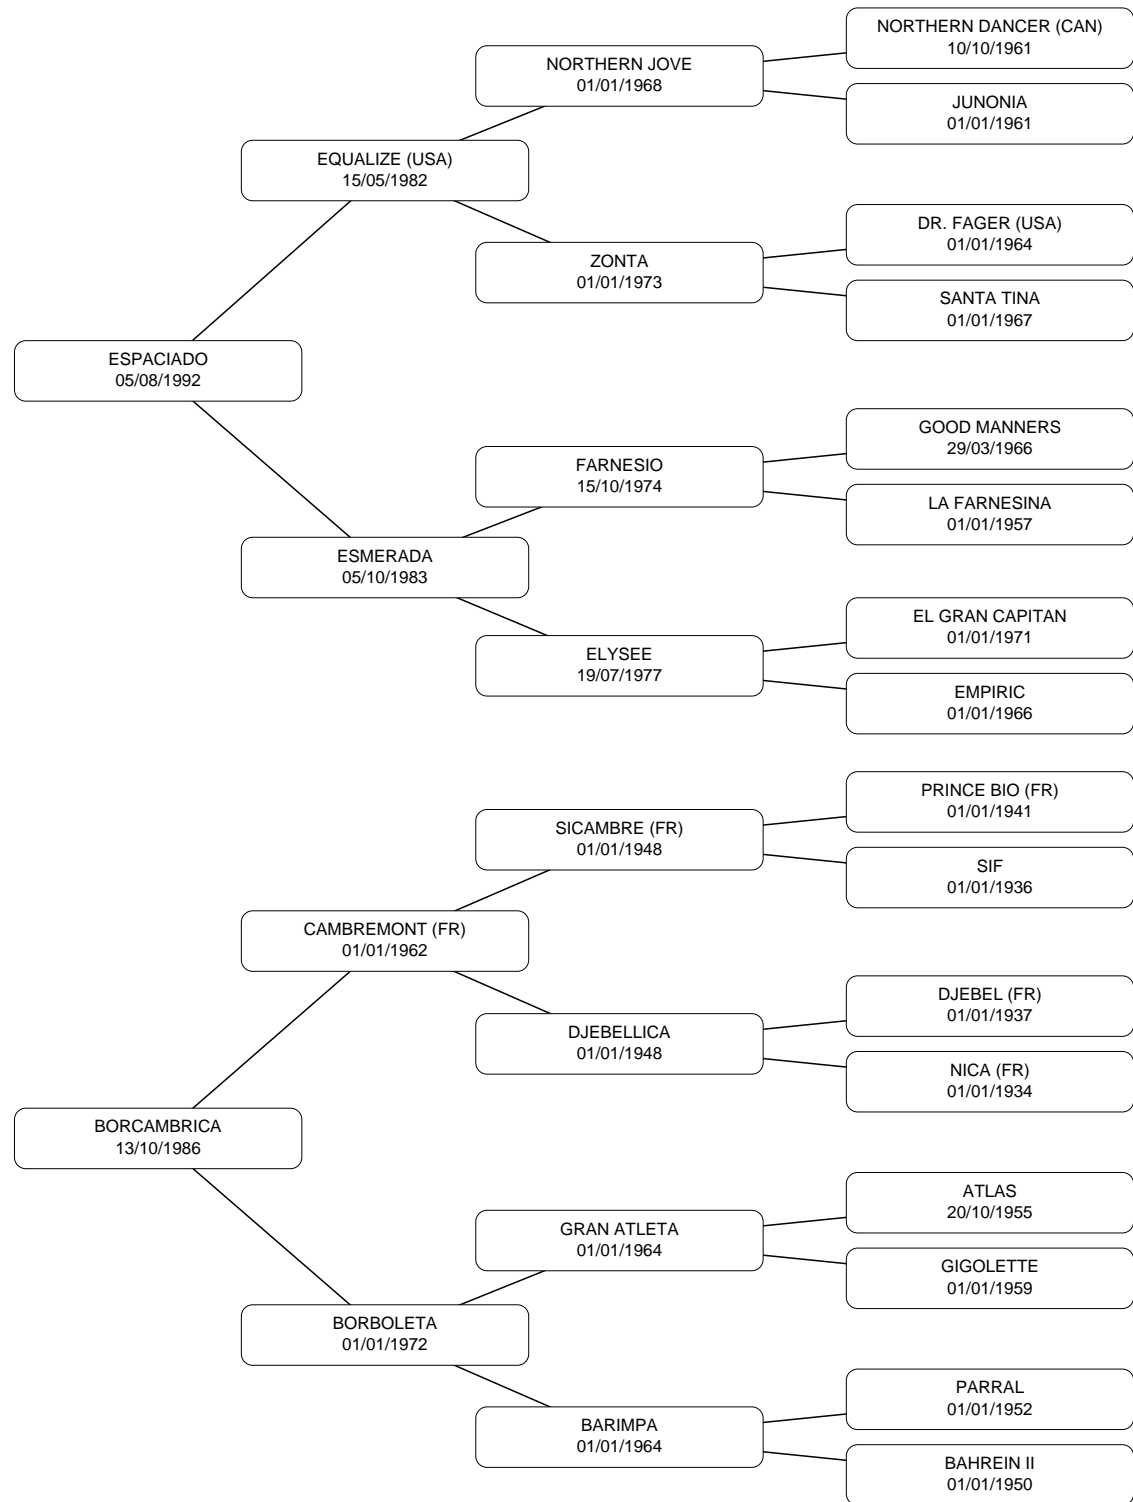 NORTHERN DANCER (CAN)
10/10/1961
NORTHERN JOVE
01/01/1968
JUNONIA
01/01/1961
EQUALIZE (USA)
15/05/1982
DR. FAGER (USA)
01/01/1964
ZONTA
01/01/1973
SANTA TINA
01/01/1967
ESPACIADO
05/08/1992
GOOD MANNERS
29/03/1966
FARNESIO
15/10/1974
LA FARNESINA
01/01/1957
ESMERADA
05/10/1983
EL GRAN CAPITAN
01/01/1971
ELYSEE
19/07/1977
EMPIRIC
01/01/1966
PRINCE BIO (FR)
01/01/1941
SICAMBRE (FR)
01/01/1948
SIF
01/01/1936
CAMBREMONT (FR)
01/01/1962
DJEBEL (FR)
01/01/1937
DJEBELLICA
01/01/1948
NICA (FR)
01/01/1934
BORCAMBRICA
13/10/1986
ATLAS
20/10/1955
GRAN ATLETA
01/01/1964
GIGOLETTE
01/01/1959
BORBOLETA
01/01/1972
PARRAL
01/01/1952
BARIMPA
01/01/1964
BAHREIN II
01/01/1950